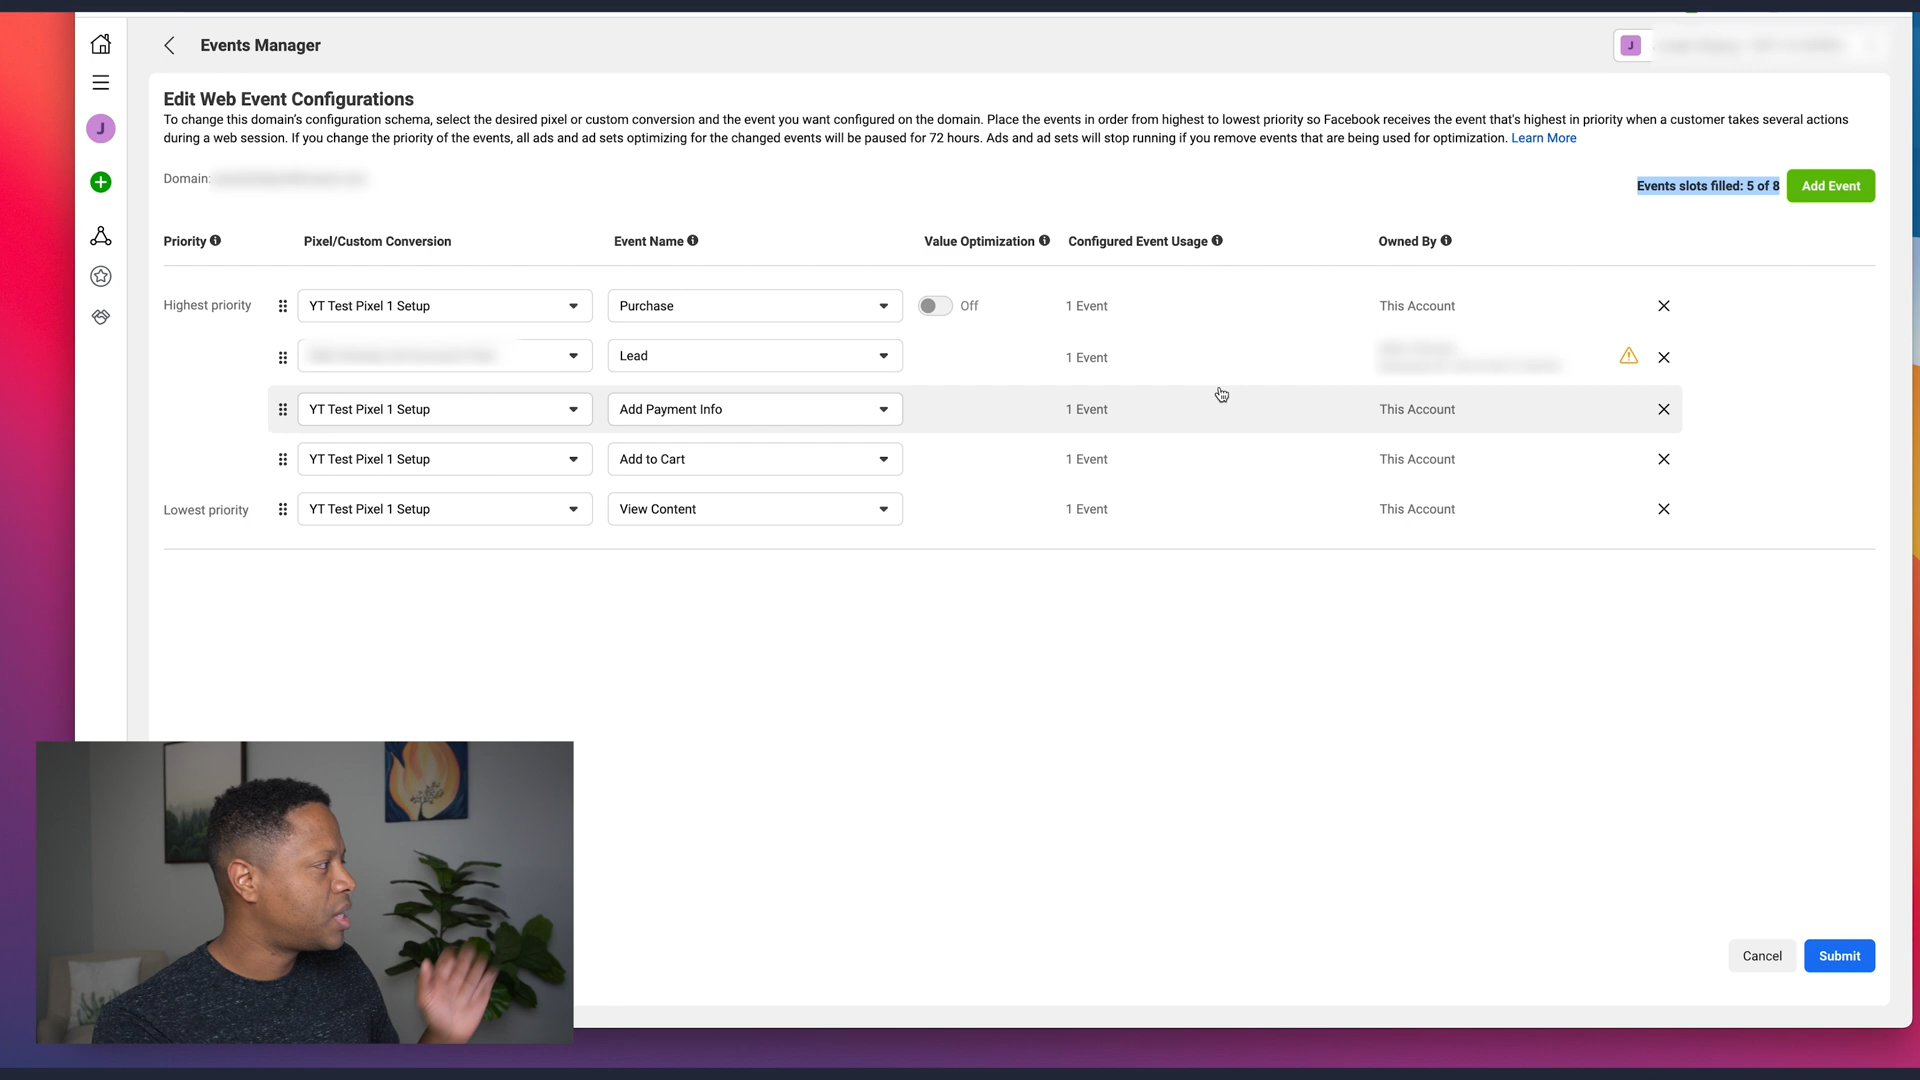 Events Manager
J
Edit Web Event Configurations
To change this domain's configuration schema, select the desired pixel or custom conversion and the event you want configured on the domain. Place the events in order from highest to lowest priority so Facebook receives the event that's highest in priority when a customer takes several actions
during a web session. If you change the priority of the events, all ads and ad sets optimizing for the changed events will be paused for 72 hours. Ads and ad sets will stop running if you remove events that are being used for optimization. Learn More
J
Domain:
Events slots filled: 5 of 8 Add Event
Priority Pixel/Custom Conversion Event Name Value Optimization Configured Event Usage Owned By
Highest priority YT Test Pixel 1 Setup Purchase Off 1 Event This Account
Lead 1 Event
YT Test Pixel 1 Setup Add Payment Info 1 Event This Account
YT Test Pixel 1 Setup Add to Cart 1 Event This Account
Lowest priority YT Test Pixel 1 Setup View Content 1 Event This Account
Cancel Submit